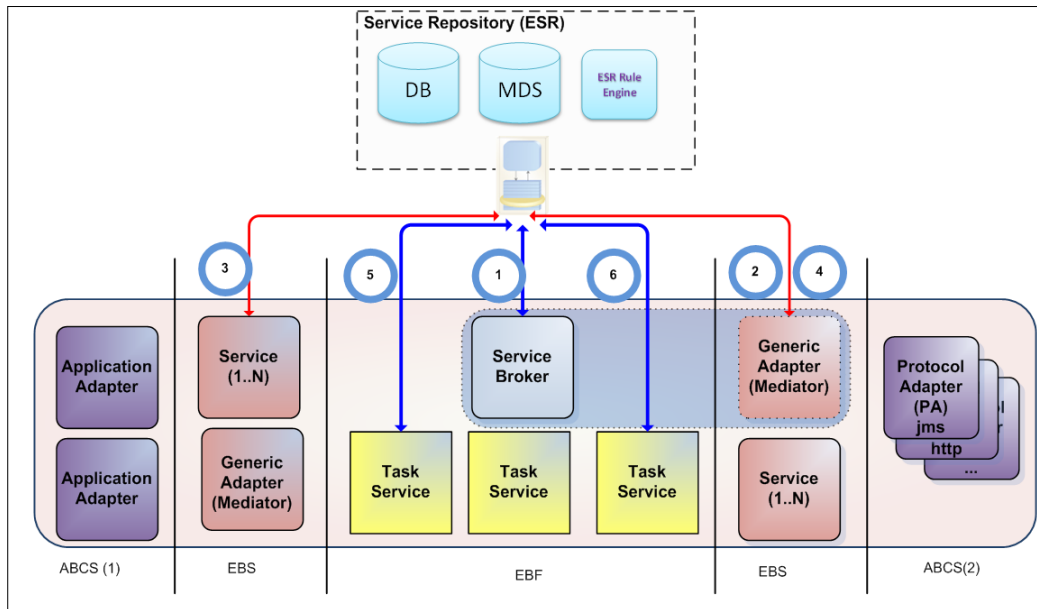 Service Repository (ESR)
DB
MDS
ESR Rule
Engine
3
5
1
6
2
4
Application
Adapter
Service
(1..N)
Service
Broker
Generic
Adapter
(Mediator)
Protocol
Adapter
(PA)
jms
http
...
Application
Adapter
Generic
Adapter
(Mediator)
Task
Service
Task
Service
Task
Service
Service
(1..N)
ABCS (1)
EBS
EBF
EBS
ABCS(2)